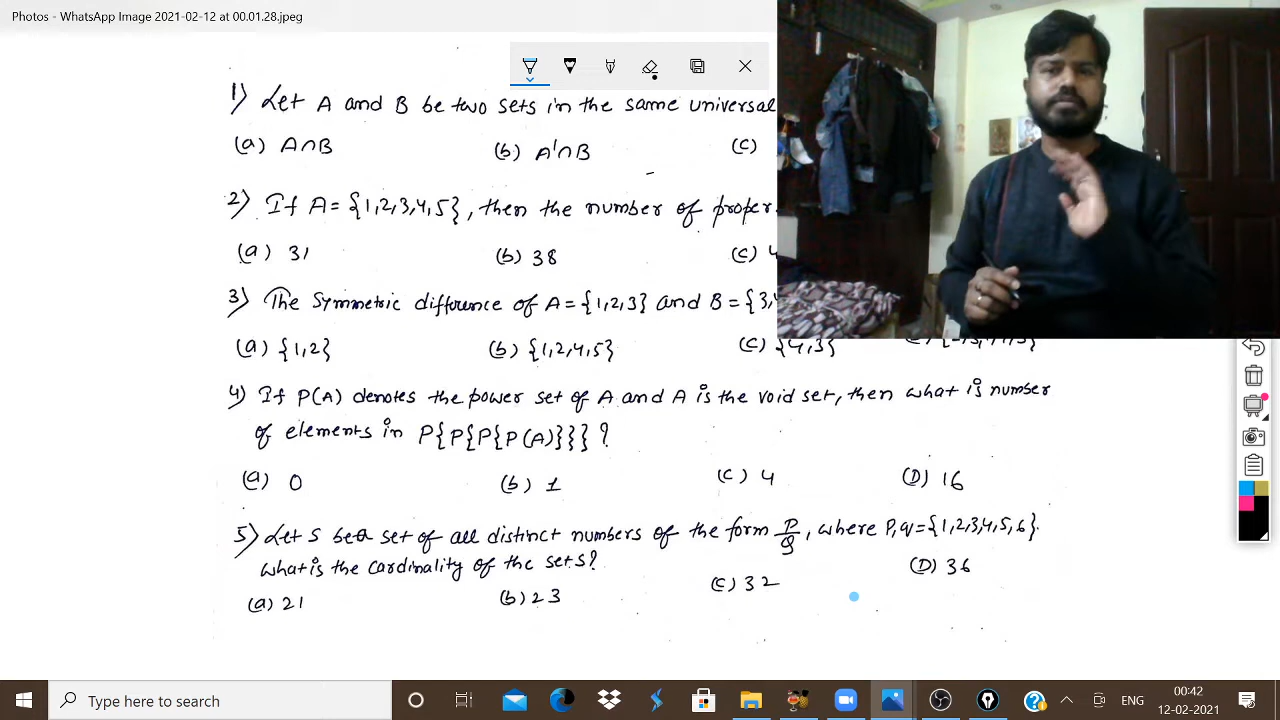 Photos - WhatsApp Image 2021-02-12 at 00.01.28.jpeg
1) Let A and B be two sets in the same universal
(a) A∩B (b) A'∩B (c)
2) If A = {1,2,3,4,5}, then the number of proper
(a) 31 (b) 38 (c) 4
3) The Symmetric difference of A = {1,2,3} and B = {3,4
(a) {1,2} (b) {1,2,4,5} (c) {4,3}
4) If P(A) denotes the power set of A and A is the void set, then what is number
of elements in P{P{P{P(A)}}} ?
(a) 0 (b) 1 (c) 4 (D) 16
5) Let S be a set of all distinct numbers of the form P/q, where P,q = {1,2,3,4,5,6}.
what is the cardinality of the set S?
(a) 21 (b) 23 (c) 32 (D) 36
Type here to search
ENG
00:42
12-02-2021